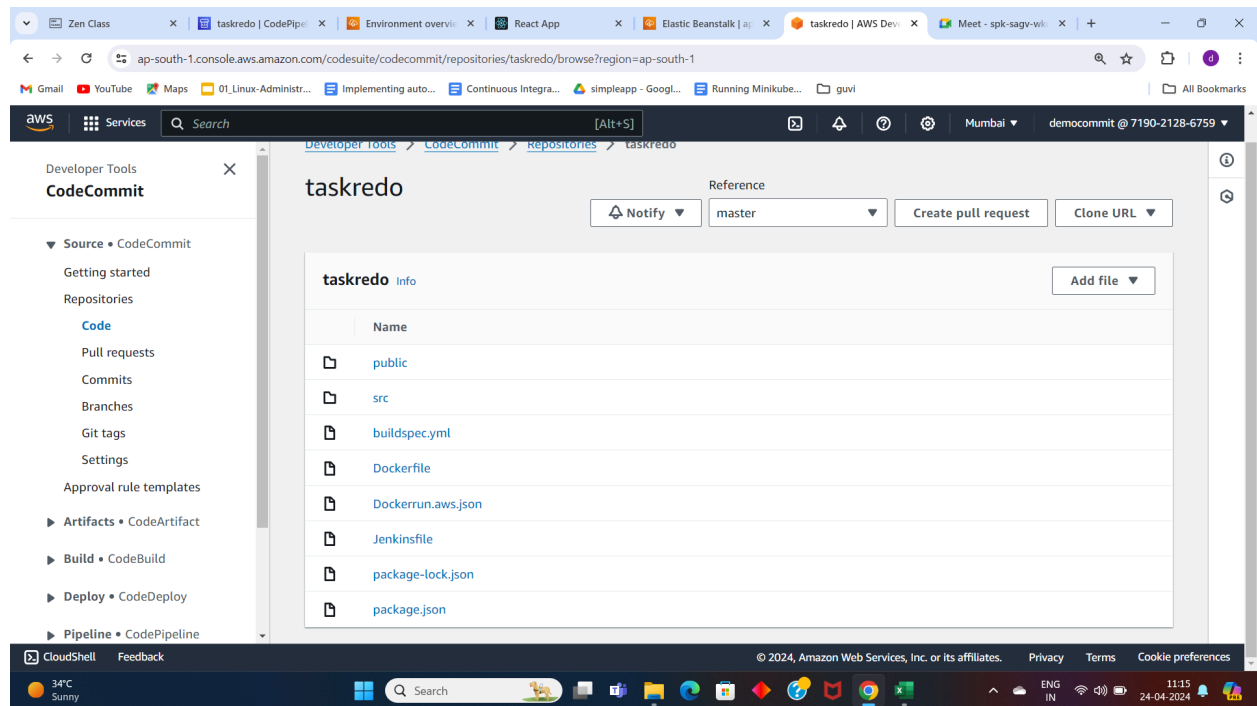 Zen Class
taskredo | CodePipel
Environment overvie
React App
Elastic Beanstalk | ap
taskredo | AWS Deve
Meet - spk-sagv-wk
ap-south-1.console.aws.amazon.com/codesuite/codecommit/repositories/taskredo/browse?region=ap-south-1
d
Gmail
YouTube
Maps
01_Linux-Administr...
Implementing auto...
Continuous Integra...
simpleapp - Googl...
Running Minikube...
guvi
All Bookmarks
aws
Services
Search
[Alt+S]
Mumbai
democommit @ 7190-2128-6759
Developer Tools
CodeCommit
Source • CodeCommit
Getting started
Repositories
Code
Pull requests
Commits
Branches
Git tags
Settings
Approval rule templates
Artifacts • CodeArtifact
Build • CodeBuild
Deploy • CodeDeploy
Pipeline • CodePipeline
Developer Tools > CodeCommit > Repositories > taskredo
taskredo
Notify
Reference
master
Create pull request
Clone URL
taskredo Info
Add file
Name
public
src
buildspec.yml
Dockerfile
Dockerrun.aws.json
Jenkinsfile
package-lock.json
package.json
CloudShell
Feedback
© 2024, Amazon Web Services, Inc. or its affiliates.
Privacy
Terms
Cookie preferences
34°C
Sunny
Search
ENG
IN
11:15
24-04-2024